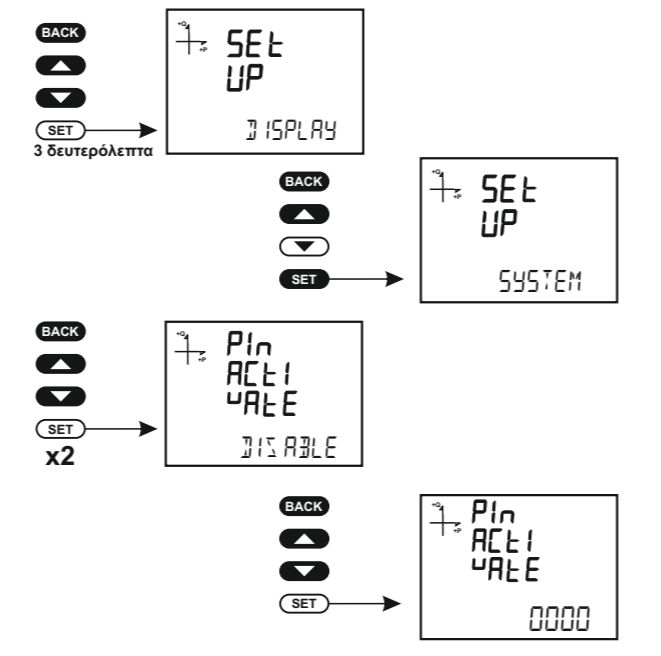 BACK
SET
3 δευτερόλεπτα
+Q
+P
SEt
UP
DISPLAY
BACK
SET
+Q
+P
SEt
UP
SYSTEM
BACK
SET
x2
+Q
+P
PIn
ACtI
vAtE
DISABLE
BACK
SET
+Q
+P
PIn
ACtI
vAtE
0000